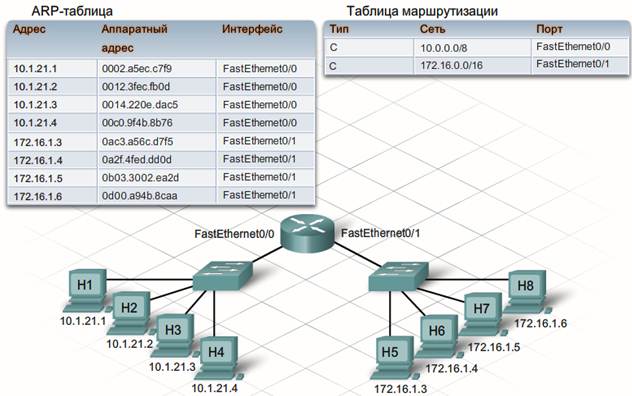 ARP-таблица
Адрес Аппаратный адрес Интерфейс
10.1.21.1 0002.a5ec.c7f9 FastEthernet0/0
10.1.21.2 0012.3fec.fb0d FastEthernet0/0
10.1.21.3 0014.220e.dac5 FastEthernet0/0
10.1.21.4 00c0.9f4b.8b76 FastEthernet0/0
172.16.1.3 0ac3.a56c.d7f5 FastEthernet0/1
172.16.1.4 0a2f.4fed.dd0d FastEthernet0/1
172.16.1.5 0b03.3002.ea2d FastEthernet0/1
172.16.1.6 0d00.a94b.8caa FastEthernet0/1
Таблица маршрутизации
Тип Сеть Порт
C 10.0.0.0/8 FastEthernet0/0
C 172.16.0.0/16 FastEthernet0/1
FastEthernet0/0 FastEthernet0/1
H1
10.1.21.1
H2
10.1.21.2
H3
10.1.21.3
H4
10.1.21.4
H5
172.16.1.3
H6
172.16.1.4
H7
172.16.1.5
H8
172.16.1.6